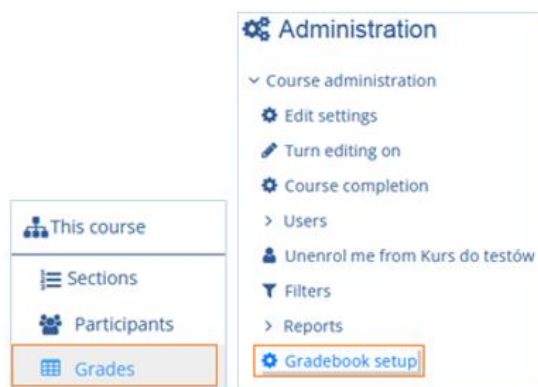 This course
Sections
Participants
Grades
Administration
Course administration
Edit settings
Turn editing on
Course completion
Users
Unenrol me from Kurs do testów
Filters
Reports
Gradebook setup